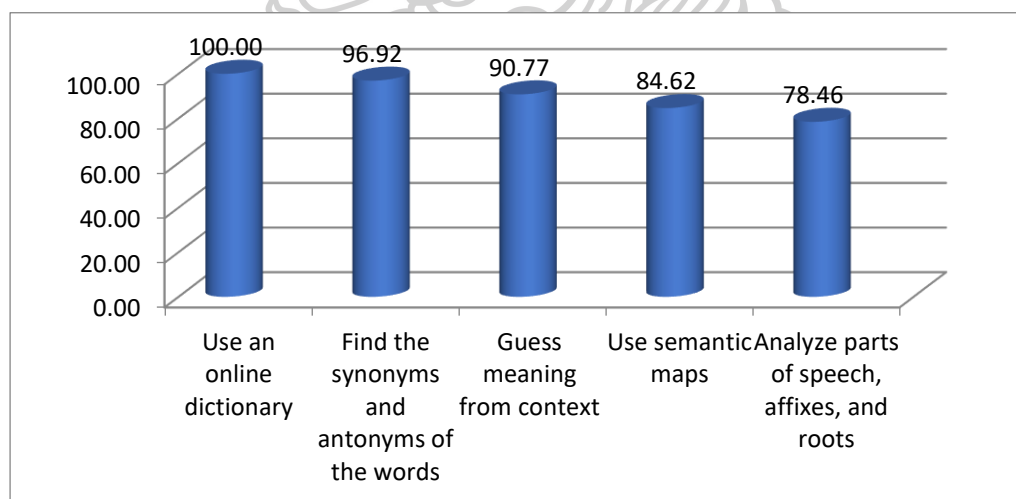 100.00
96.92
90.77
84.62
78.46
100.00
80.00
60.00
40.00
20.00
0.00
Use an
online
dictionary
Find the
synonyms
and
antonyms of
the words
Guess
meaning
from context
Use semantic
maps
Analyze parts
of speech,
affixes, and
roots